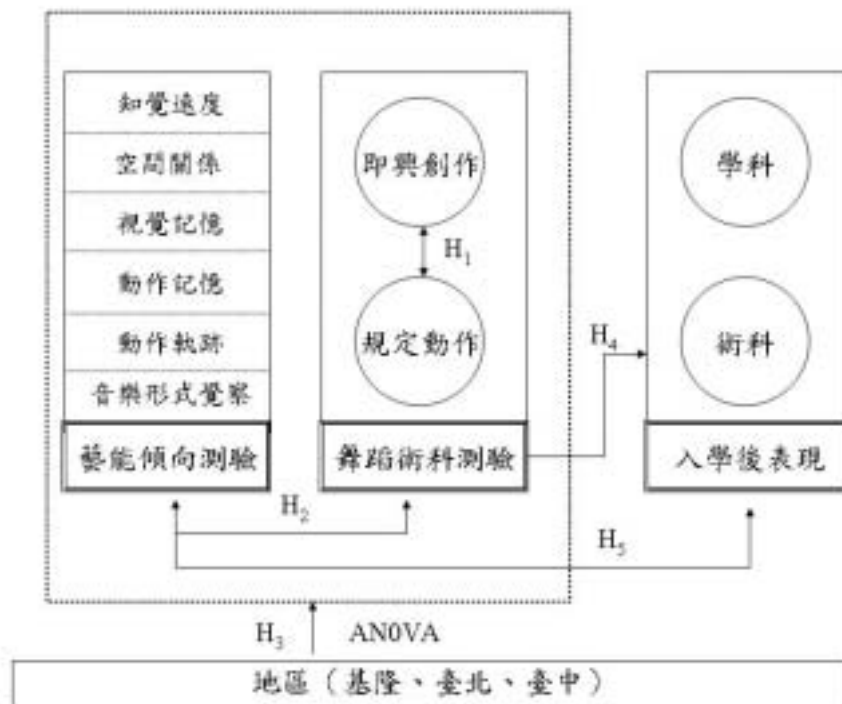 知覺速度
空間關係
視覺記憶
動作記憶
動作軌跡
音樂形式覺察
藝能傾向測驗
即興創作
H1
規定動作
舞蹈術科測驗
學科
術科
入學後表現
H4
H2
H5
H3 AN0VA
地區（基隆、臺北、臺中）